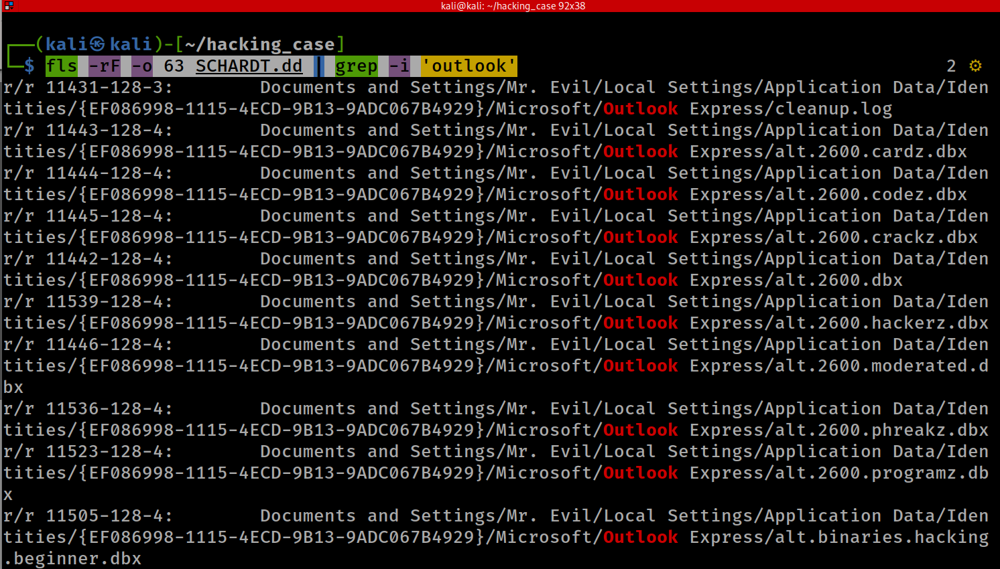 kali@kali: ~/hacking_case 92x38
(kali㉿kali)-[~/hacking_case]
$ fls -rF -o 63 SCHARDT.dd | grep -i 'outlook' 2 ⚙
r/r 11431-128-3: Documents and Settings/Mr. Evil/Local Settings/Application Data/Iden
tities/{EF086998-1115-4ECD-9B13-9ADC067B4929}/Microsoft/Outlook Express/cleanup.log
r/r 11443-128-4: Documents and Settings/Mr. Evil/Local Settings/Application Data/Iden
tities/{EF086998-1115-4ECD-9B13-9ADC067B4929}/Microsoft/Outlook Express/alt.2600.cardz.dbx
r/r 11444-128-4: Documents and Settings/Mr. Evil/Local Settings/Application Data/Iden
tities/{EF086998-1115-4ECD-9B13-9ADC067B4929}/Microsoft/Outlook Express/alt.2600.codez.dbx
r/r 11445-128-4: Documents and Settings/Mr. Evil/Local Settings/Application Data/Iden
tities/{EF086998-1115-4ECD-9B13-9ADC067B4929}/Microsoft/Outlook Express/alt.2600.crackz.dbx
r/r 11442-128-4: Documents and Settings/Mr. Evil/Local Settings/Application Data/Iden
tities/{EF086998-1115-4ECD-9B13-9ADC067B4929}/Microsoft/Outlook Express/alt.2600.dbx
r/r 11539-128-4: Documents and Settings/Mr. Evil/Local Settings/Application Data/Iden
tities/{EF086998-1115-4ECD-9B13-9ADC067B4929}/Microsoft/Outlook Express/alt.2600.hackerz.dbx
r/r 11446-128-4: Documents and Settings/Mr. Evil/Local Settings/Application Data/Iden
tities/{EF086998-1115-4ECD-9B13-9ADC067B4929}/Microsoft/Outlook Express/alt.2600.moderated.d
bx
r/r 11536-128-4: Documents and Settings/Mr. Evil/Local Settings/Application Data/Iden
tities/{EF086998-1115-4ECD-9B13-9ADC067B4929}/Microsoft/Outlook Express/alt.2600.phreakz.dbx
r/r 11523-128-4: Documents and Settings/Mr. Evil/Local Settings/Application Data/Iden
tities/{EF086998-1115-4ECD-9B13-9ADC067B4929}/Microsoft/Outlook Express/alt.2600.programz.db
x
r/r 11505-128-4: Documents and Settings/Mr. Evil/Local Settings/Application Data/Iden
tities/{EF086998-1115-4ECD-9B13-9ADC067B4929}/Microsoft/Outlook Express/alt.binaries.hacking
.beginner.dbx